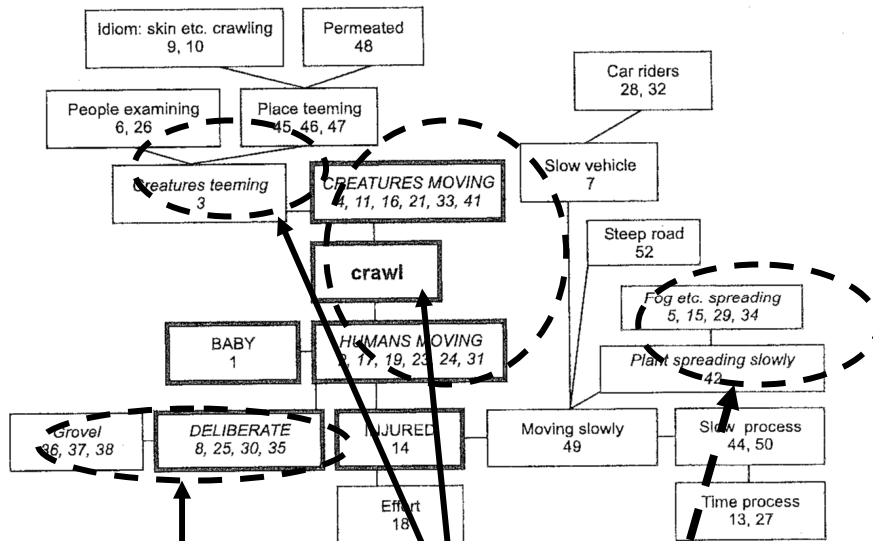 Idiom: skin etc. crawling
9, 10
Permeated
48
Car riders
28, 32
People examining
6, 26
Place teeming
45, 46, 47
Creatures teeming
3
CREATURES MOVING
4, 11, 16, 21, 33, 41
Slow vehicle
7
Steep road
52
crawl
Fog etc. spreading
5, 15, 29, 34
BABY
1
HUMANS MOVING
2, 17, 19, 23, 24, 31
Plant spreading slowly
42
Grovel
36, 37, 38
DELIBERATE
8, 25, 30, 35
INJURED
14
Moving slowly
49
Slow process
44, 50
Effort
18
Time process
13, 27